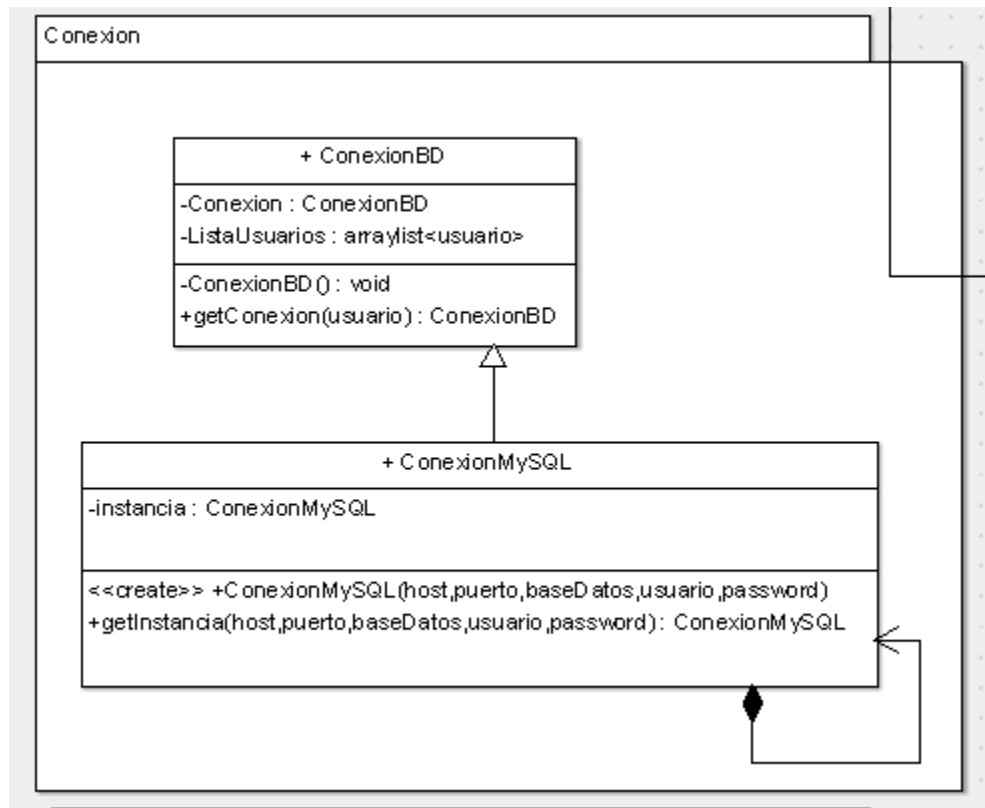 Conexion
+ ConexionBD
-Conexion : ConexionBD
-ListaUsuarios : arraylist<usuario>
-ConexionBD() : void
+getConexion(usuario) : ConexionBD
+ ConexionMySQL
-instancia : ConexionMySQL
<<create>> +ConexionMySQL(host,puerto,baseDatos,usuario,password)
+getInstancia(host,puerto,baseDatos,usuario,password) : ConexionMySQL